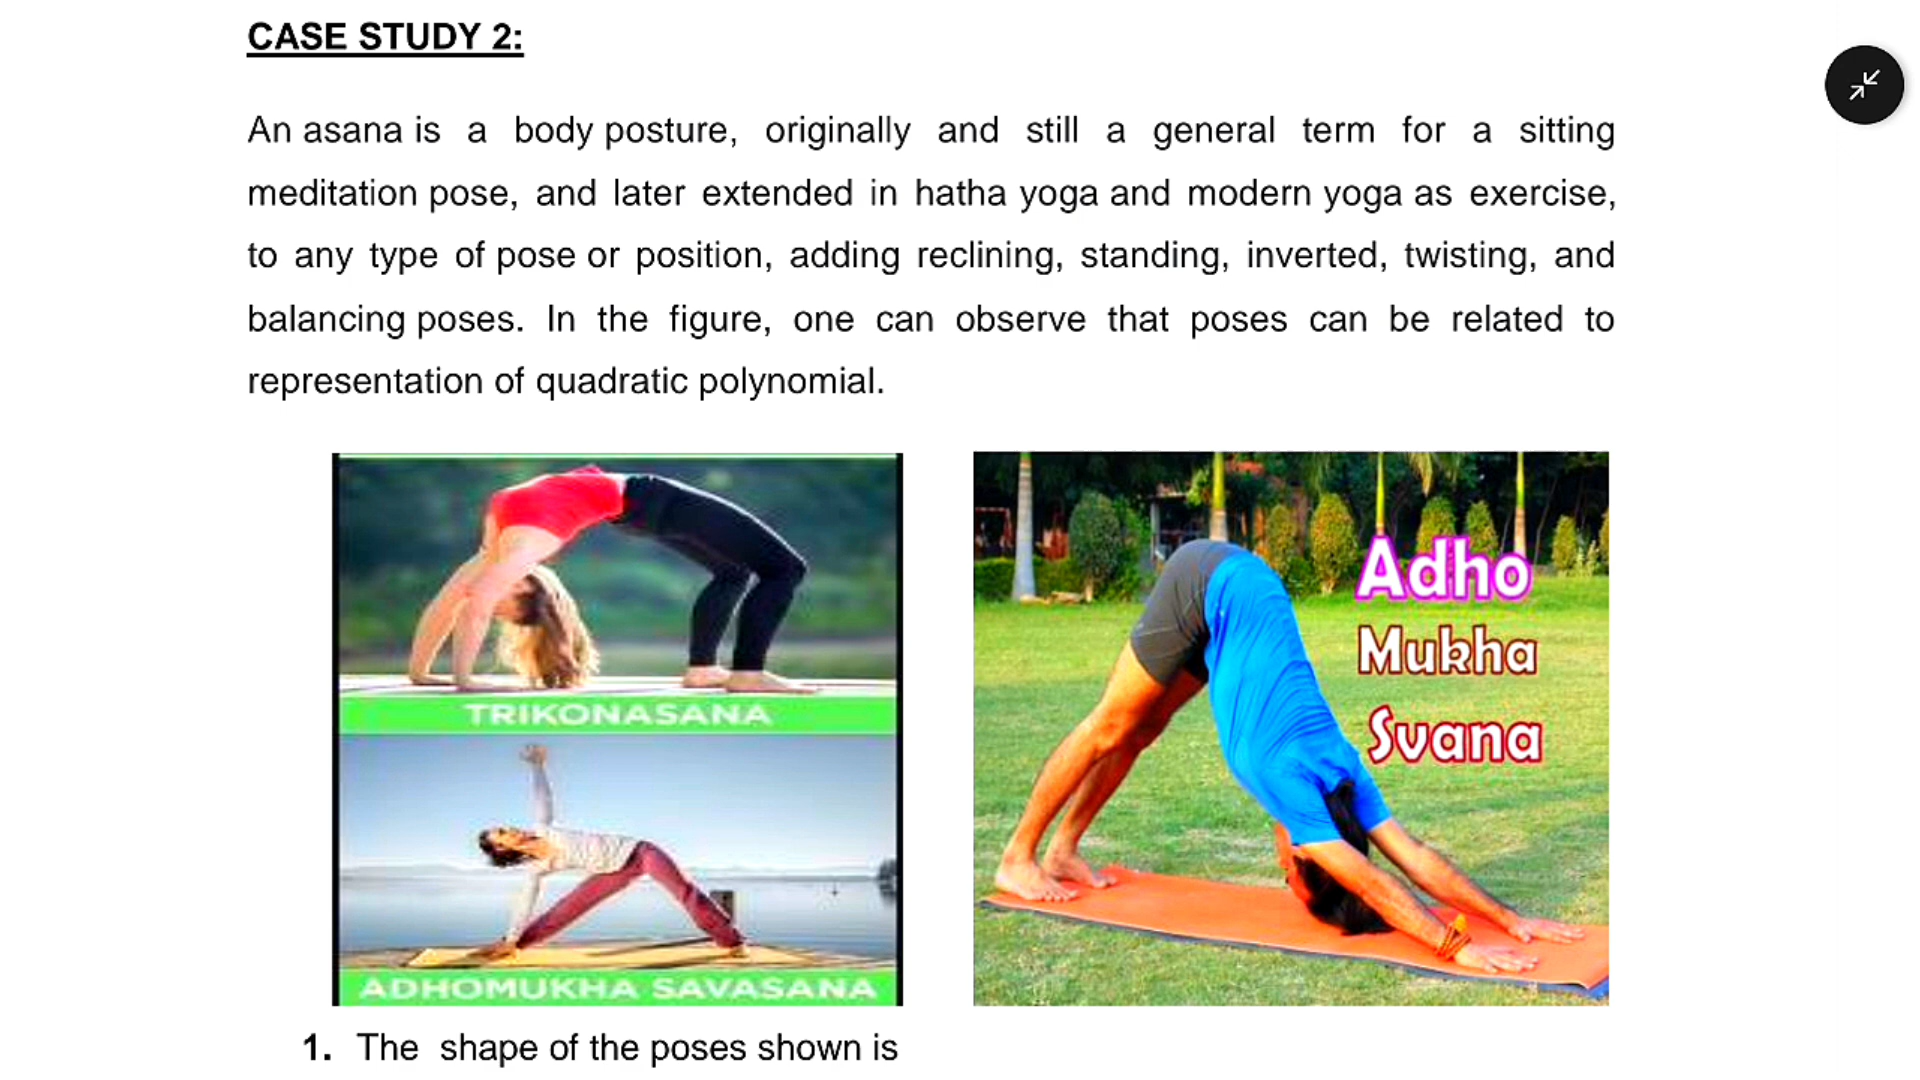 CASE STUDY 2:
An asana is a body posture, originally and still a general term for a sitting
meditation pose, and later extended in hatha yoga and modern yoga as exercise,
to any type of pose or position, adding reclining, standing, inverted, twisting, and
balancing poses. In the figure, one can observe that poses can be related to
representation of quadratic polynomial.
TRIKONASANA
ADHOMUKHA SAVASANA
Adho
Mukha
Svana
1. The shape of the poses shown is